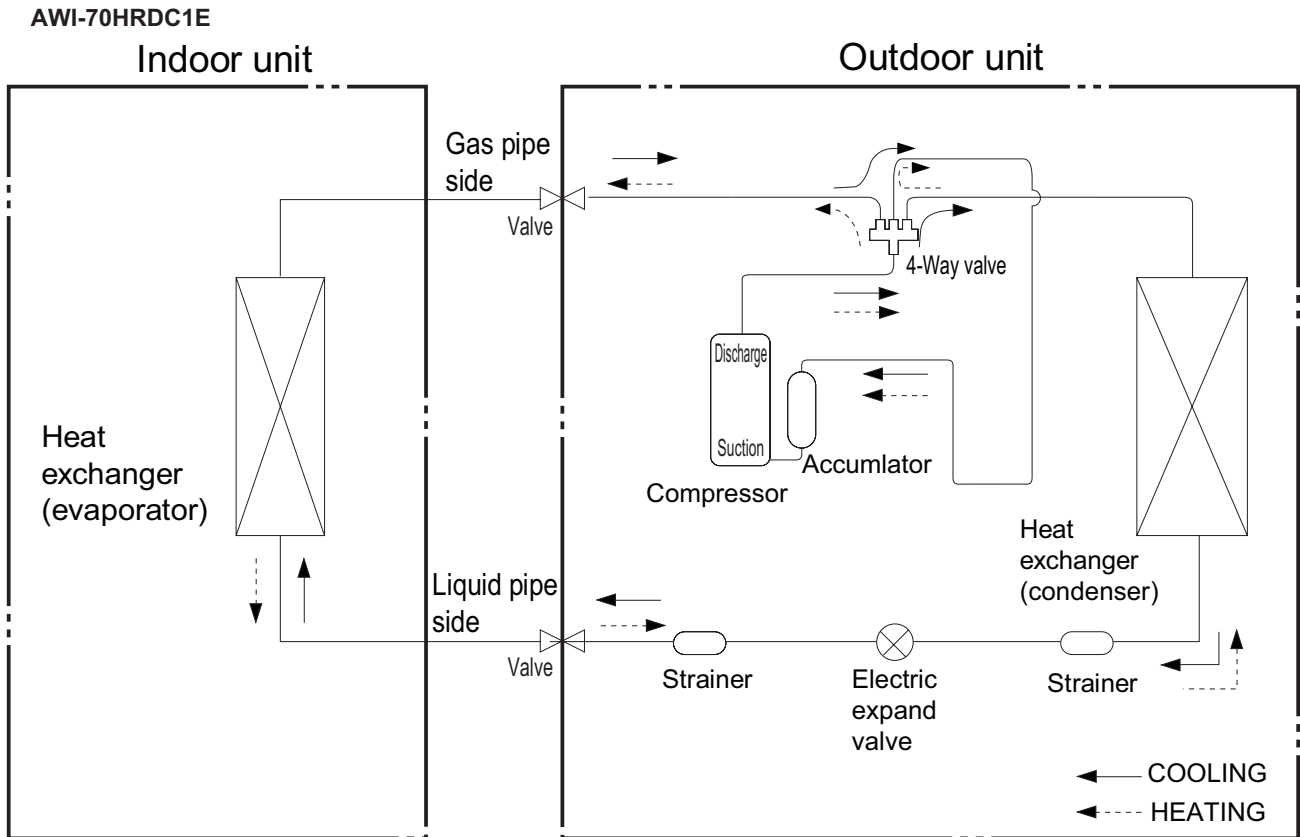 AWI-70HRDC1E
Indoor unit
Outdoor unit
Gas pipe
side
Valve
4-Way valve
Discharge
Suction
Accumlator
Compressor
Heat
exchanger
(evaporator)
Heat
exchanger
(condenser)
Liquid pipe
side
Valve
Strainer
Electric
expand
valve
Strainer
COOLING
HEATING